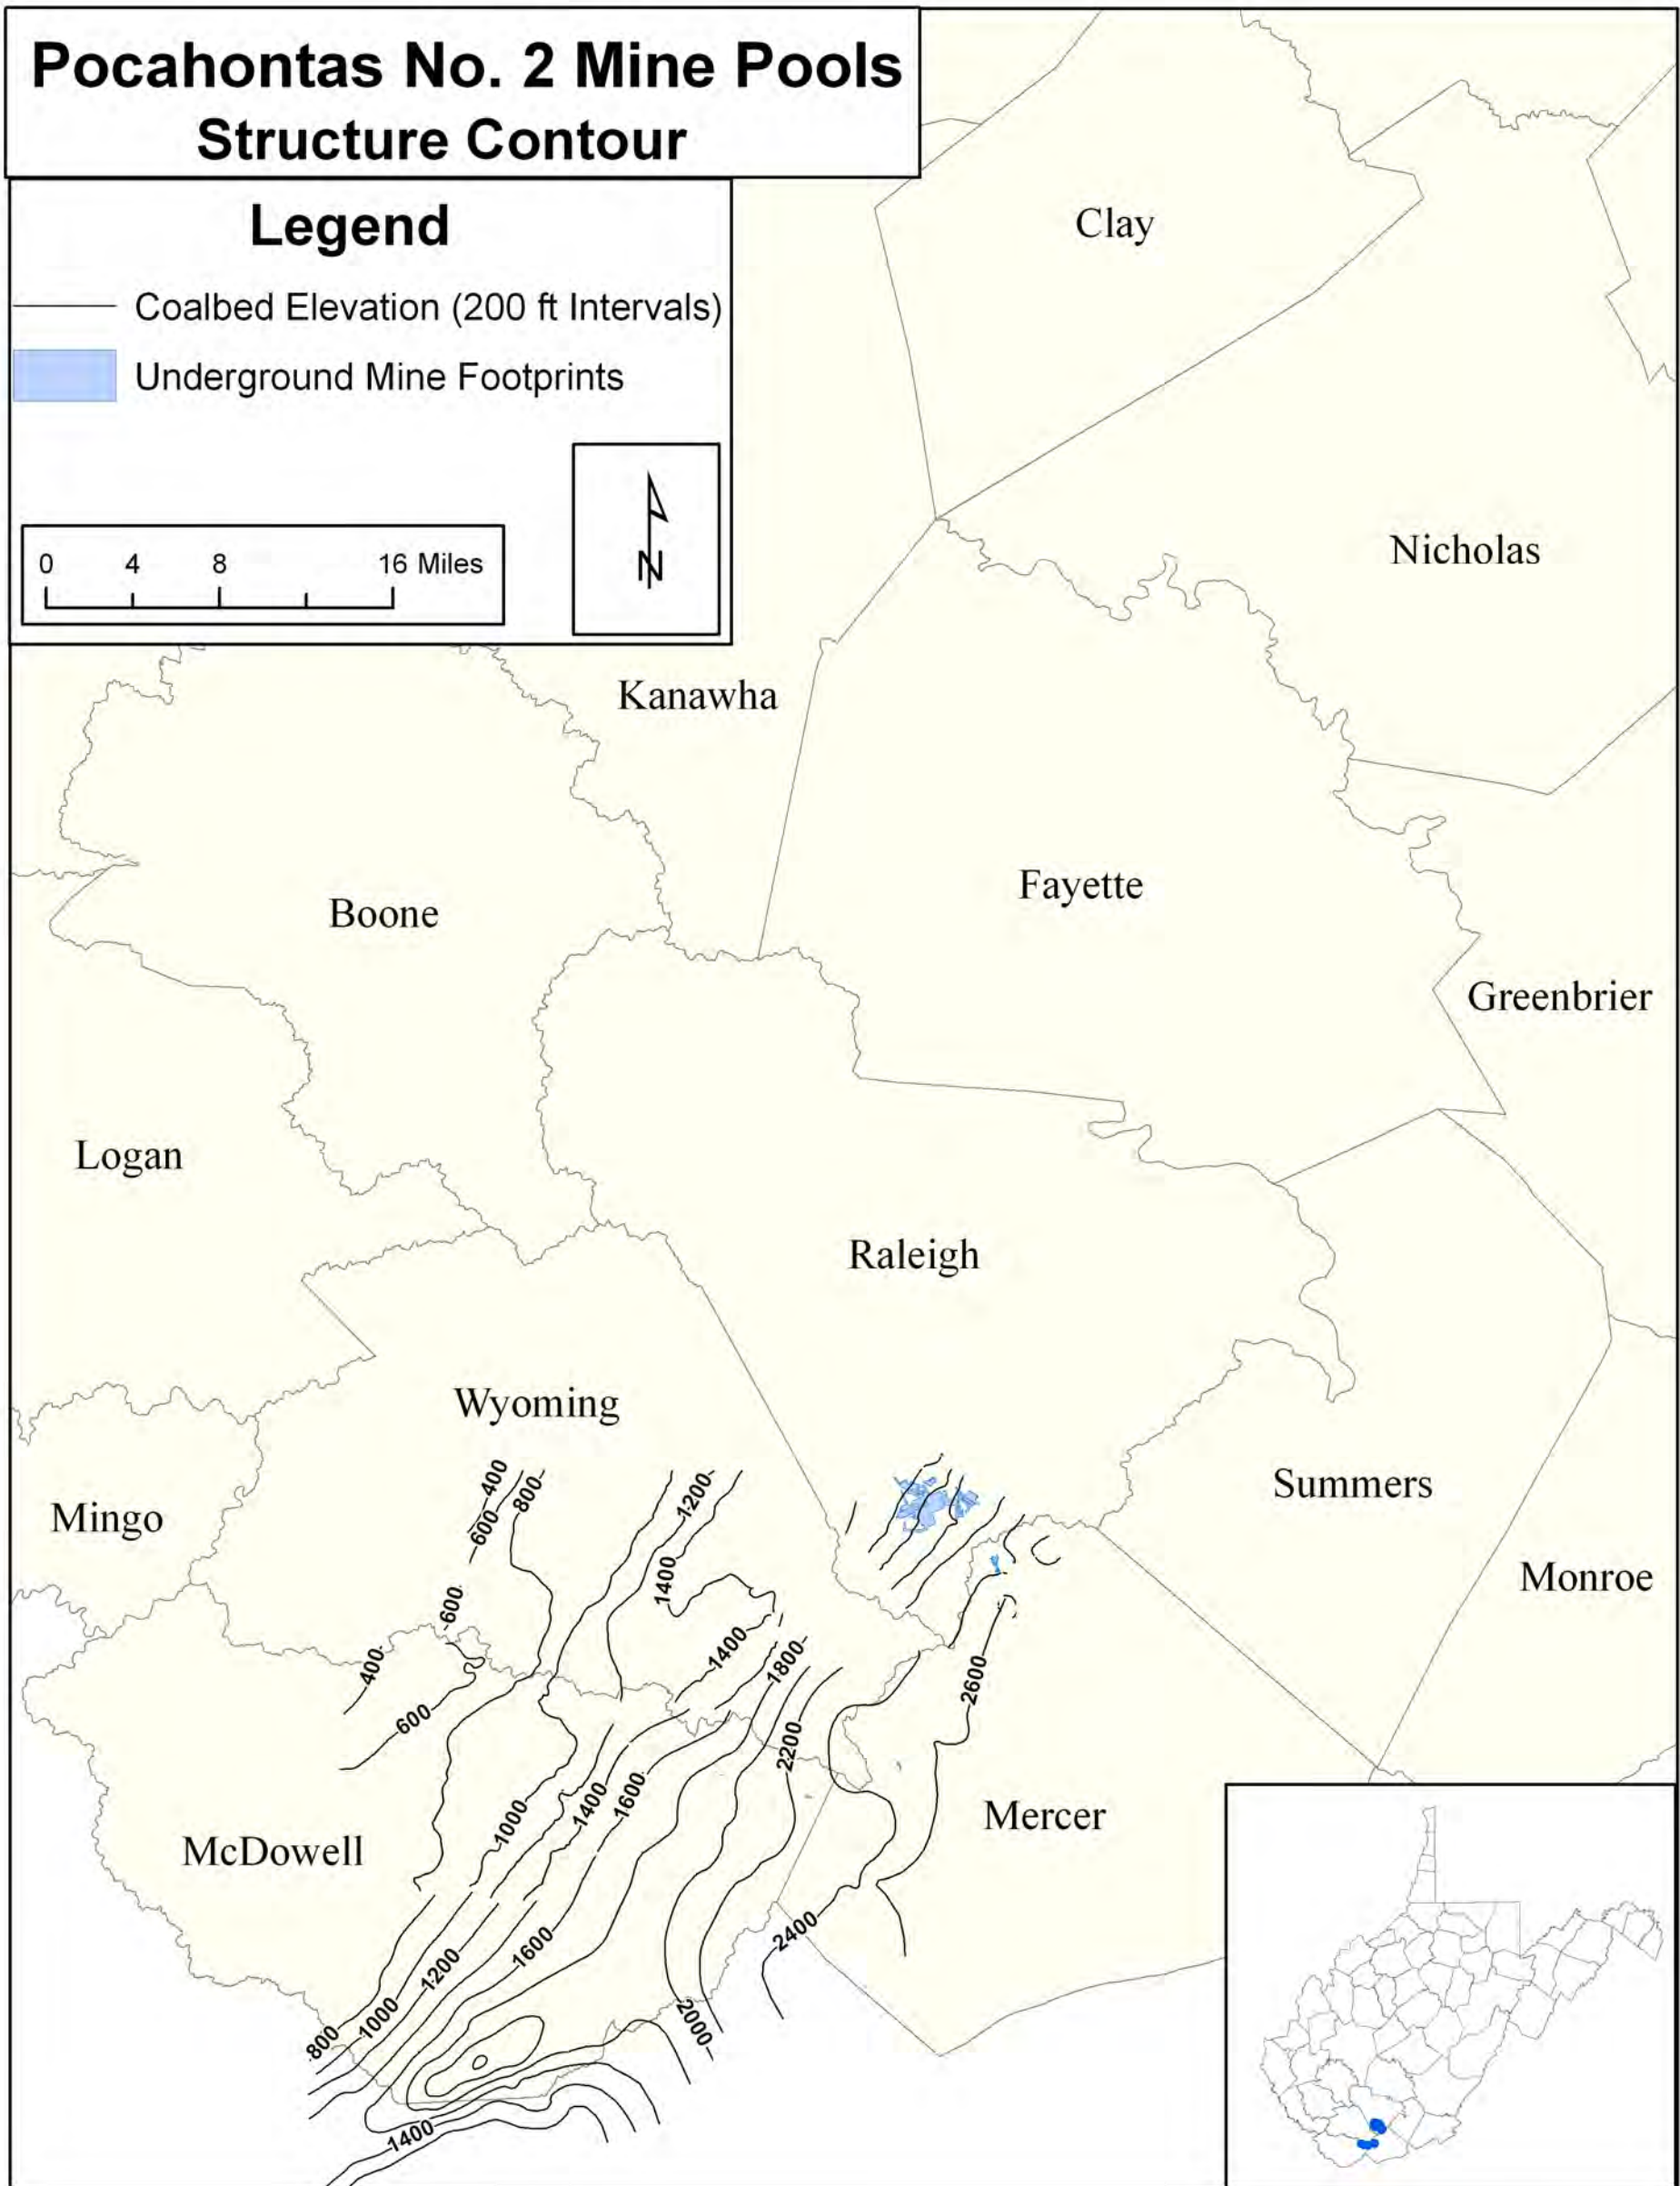 Pocahontas No. 2 Mine Pools
Structure Contour
Legend
Coalbed Elevation (200 ft Intervals)
Underground Mine Footprints
0 4 8 16 Miles
N
Clay
Nicholas
Kanawha
Fayette
Boone
Greenbrier
Logan
Raleigh
Wyoming
Summers
Mingo
Monroe
McDowell
Mercer
400
800
600
1200
1400
600
400
1400
1800
2600
600
2200
1000
1400
1600
2400
1600
1200
1000
800
2000
1400